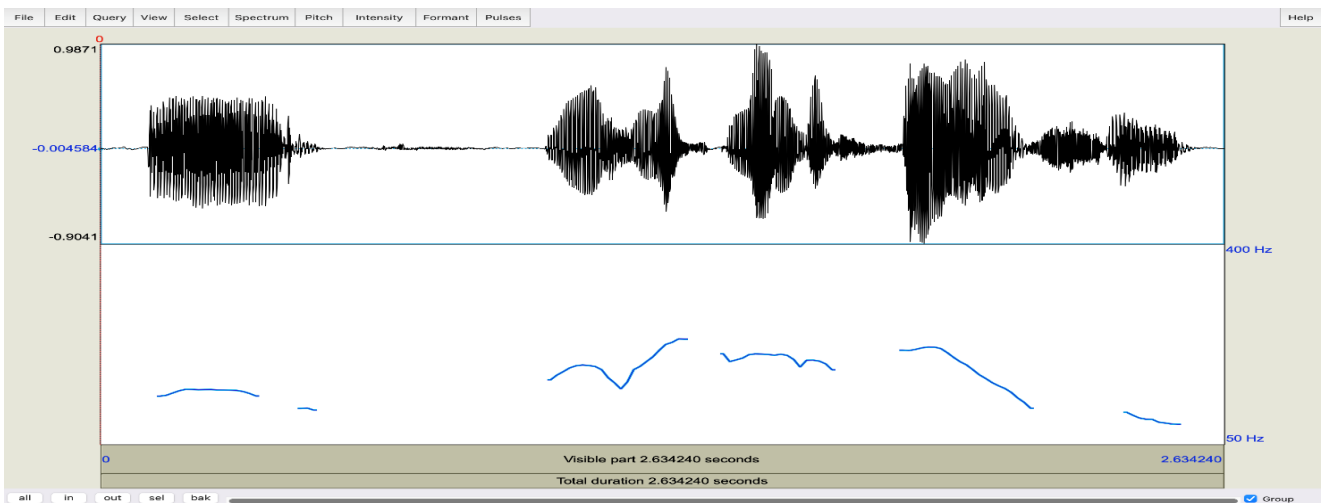 File Edit Query View Select Spectrum Pitch Intensity Formant Pulses Help
0
0.9871
-0.004584
-0.9041
400 Hz
50 Hz
0 Visible part 2.634240 seconds 2.634240
Total duration 2.634240 seconds
all in out sel bak Group